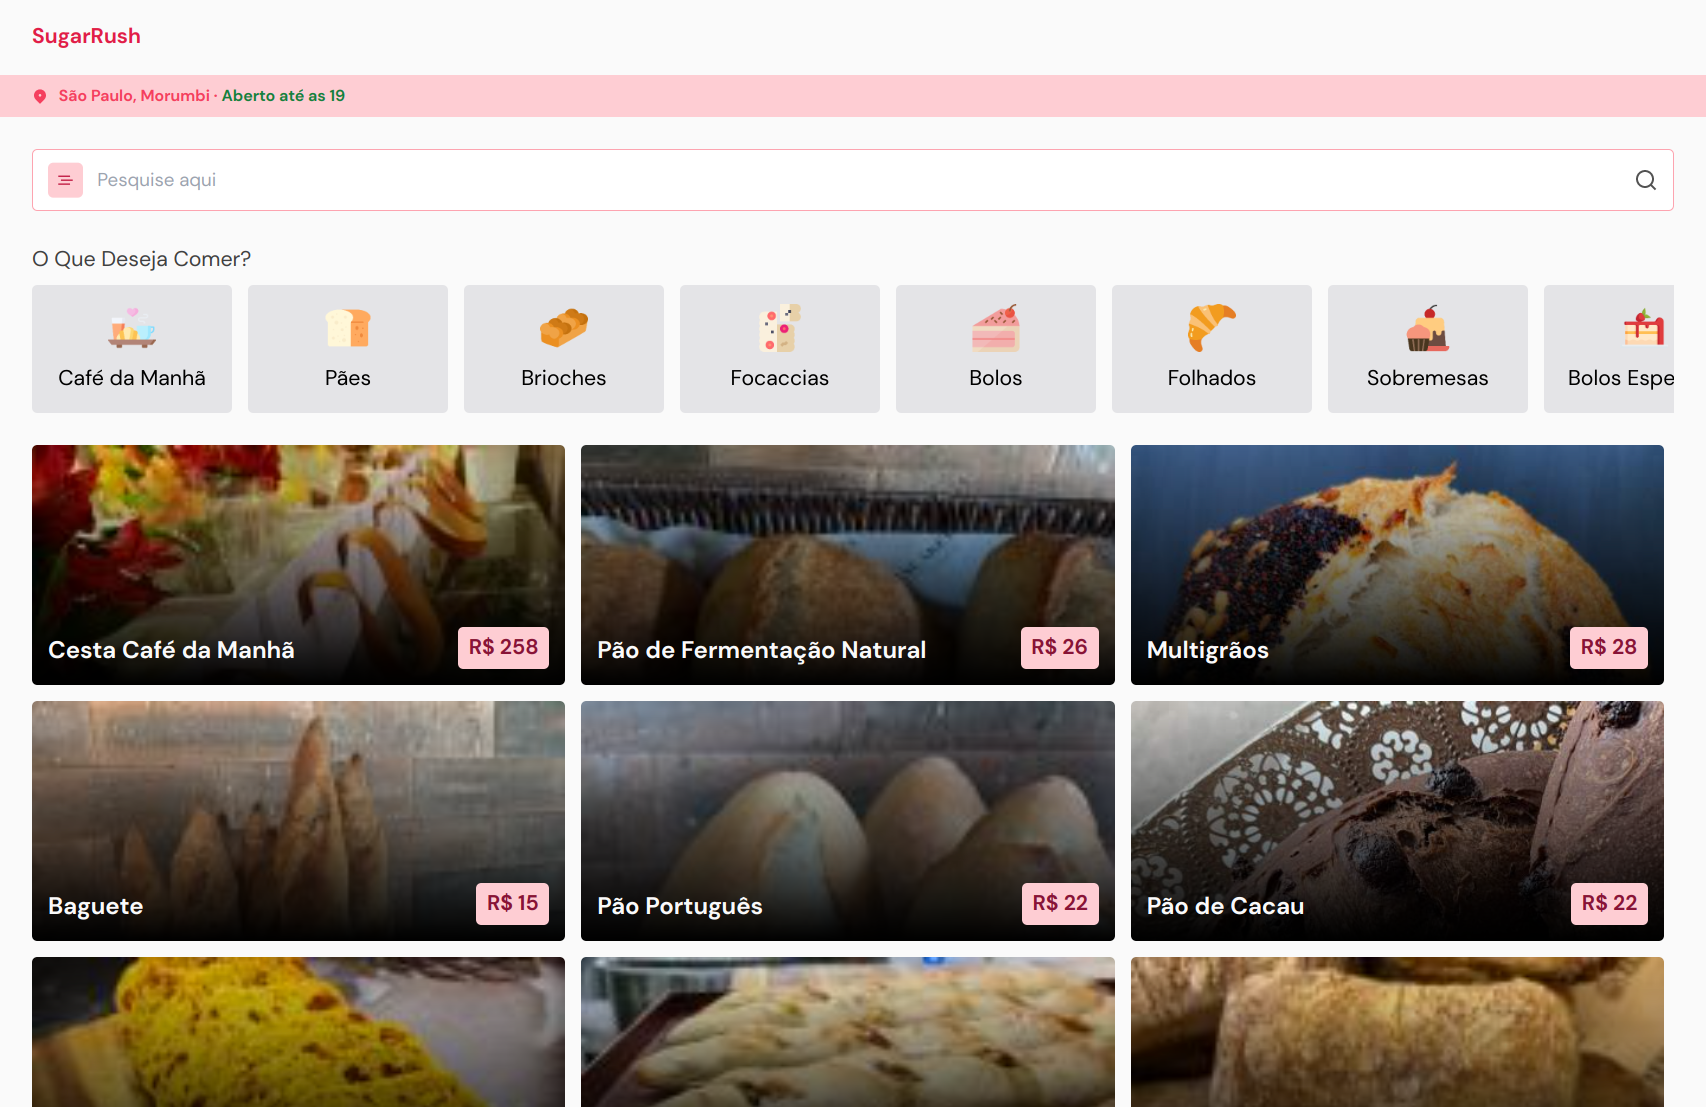 SugarRush
São Paulo, Morumbi · Aberto até as 19
Pesquise aqui
O Que Deseja Comer?
Café da Manhã
Pães
Brioches
Focaccias
Bolos
Folhados
Sobremesas
Bolos Espe
Cesta Café da Manhã
R$ 258
Pão de Fermentação Natural
R$ 26
Multigrãos
R$ 28
Baguete
R$ 15
Pão Português
R$ 22
Pão de Cacau
R$ 22